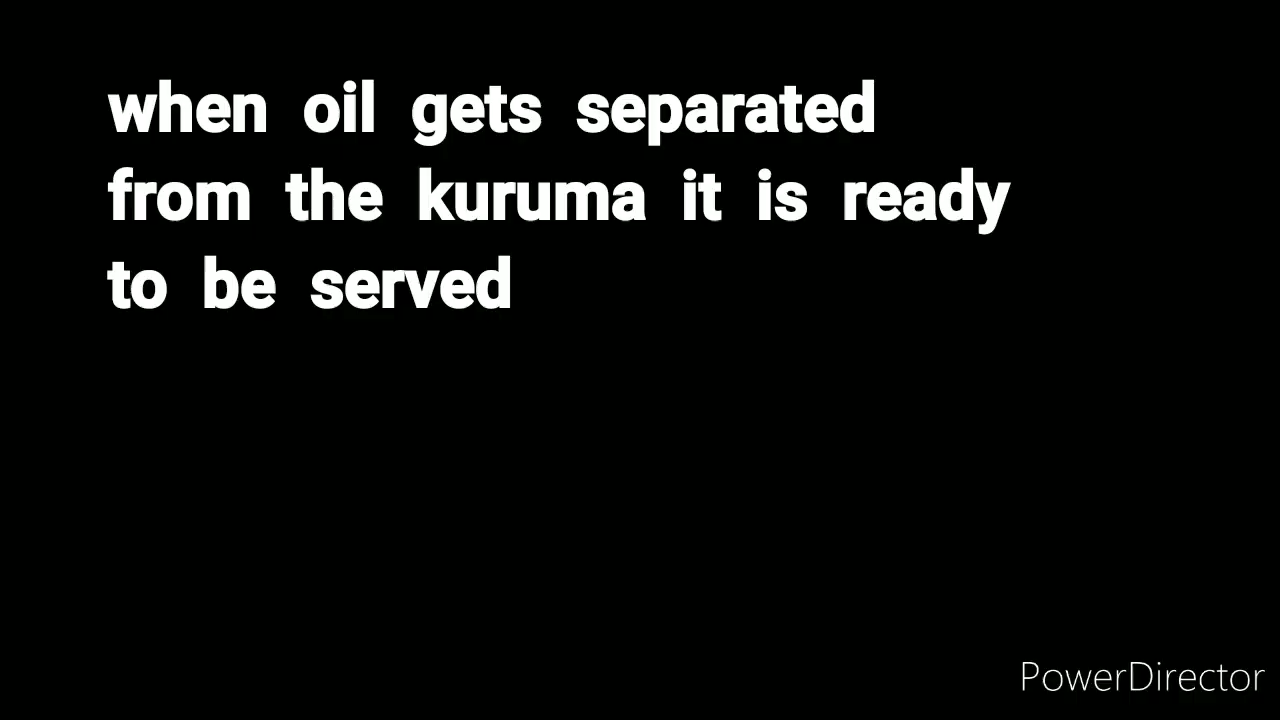 when oil gets separated
from the kuruma it is ready
to be served
PowerDirector